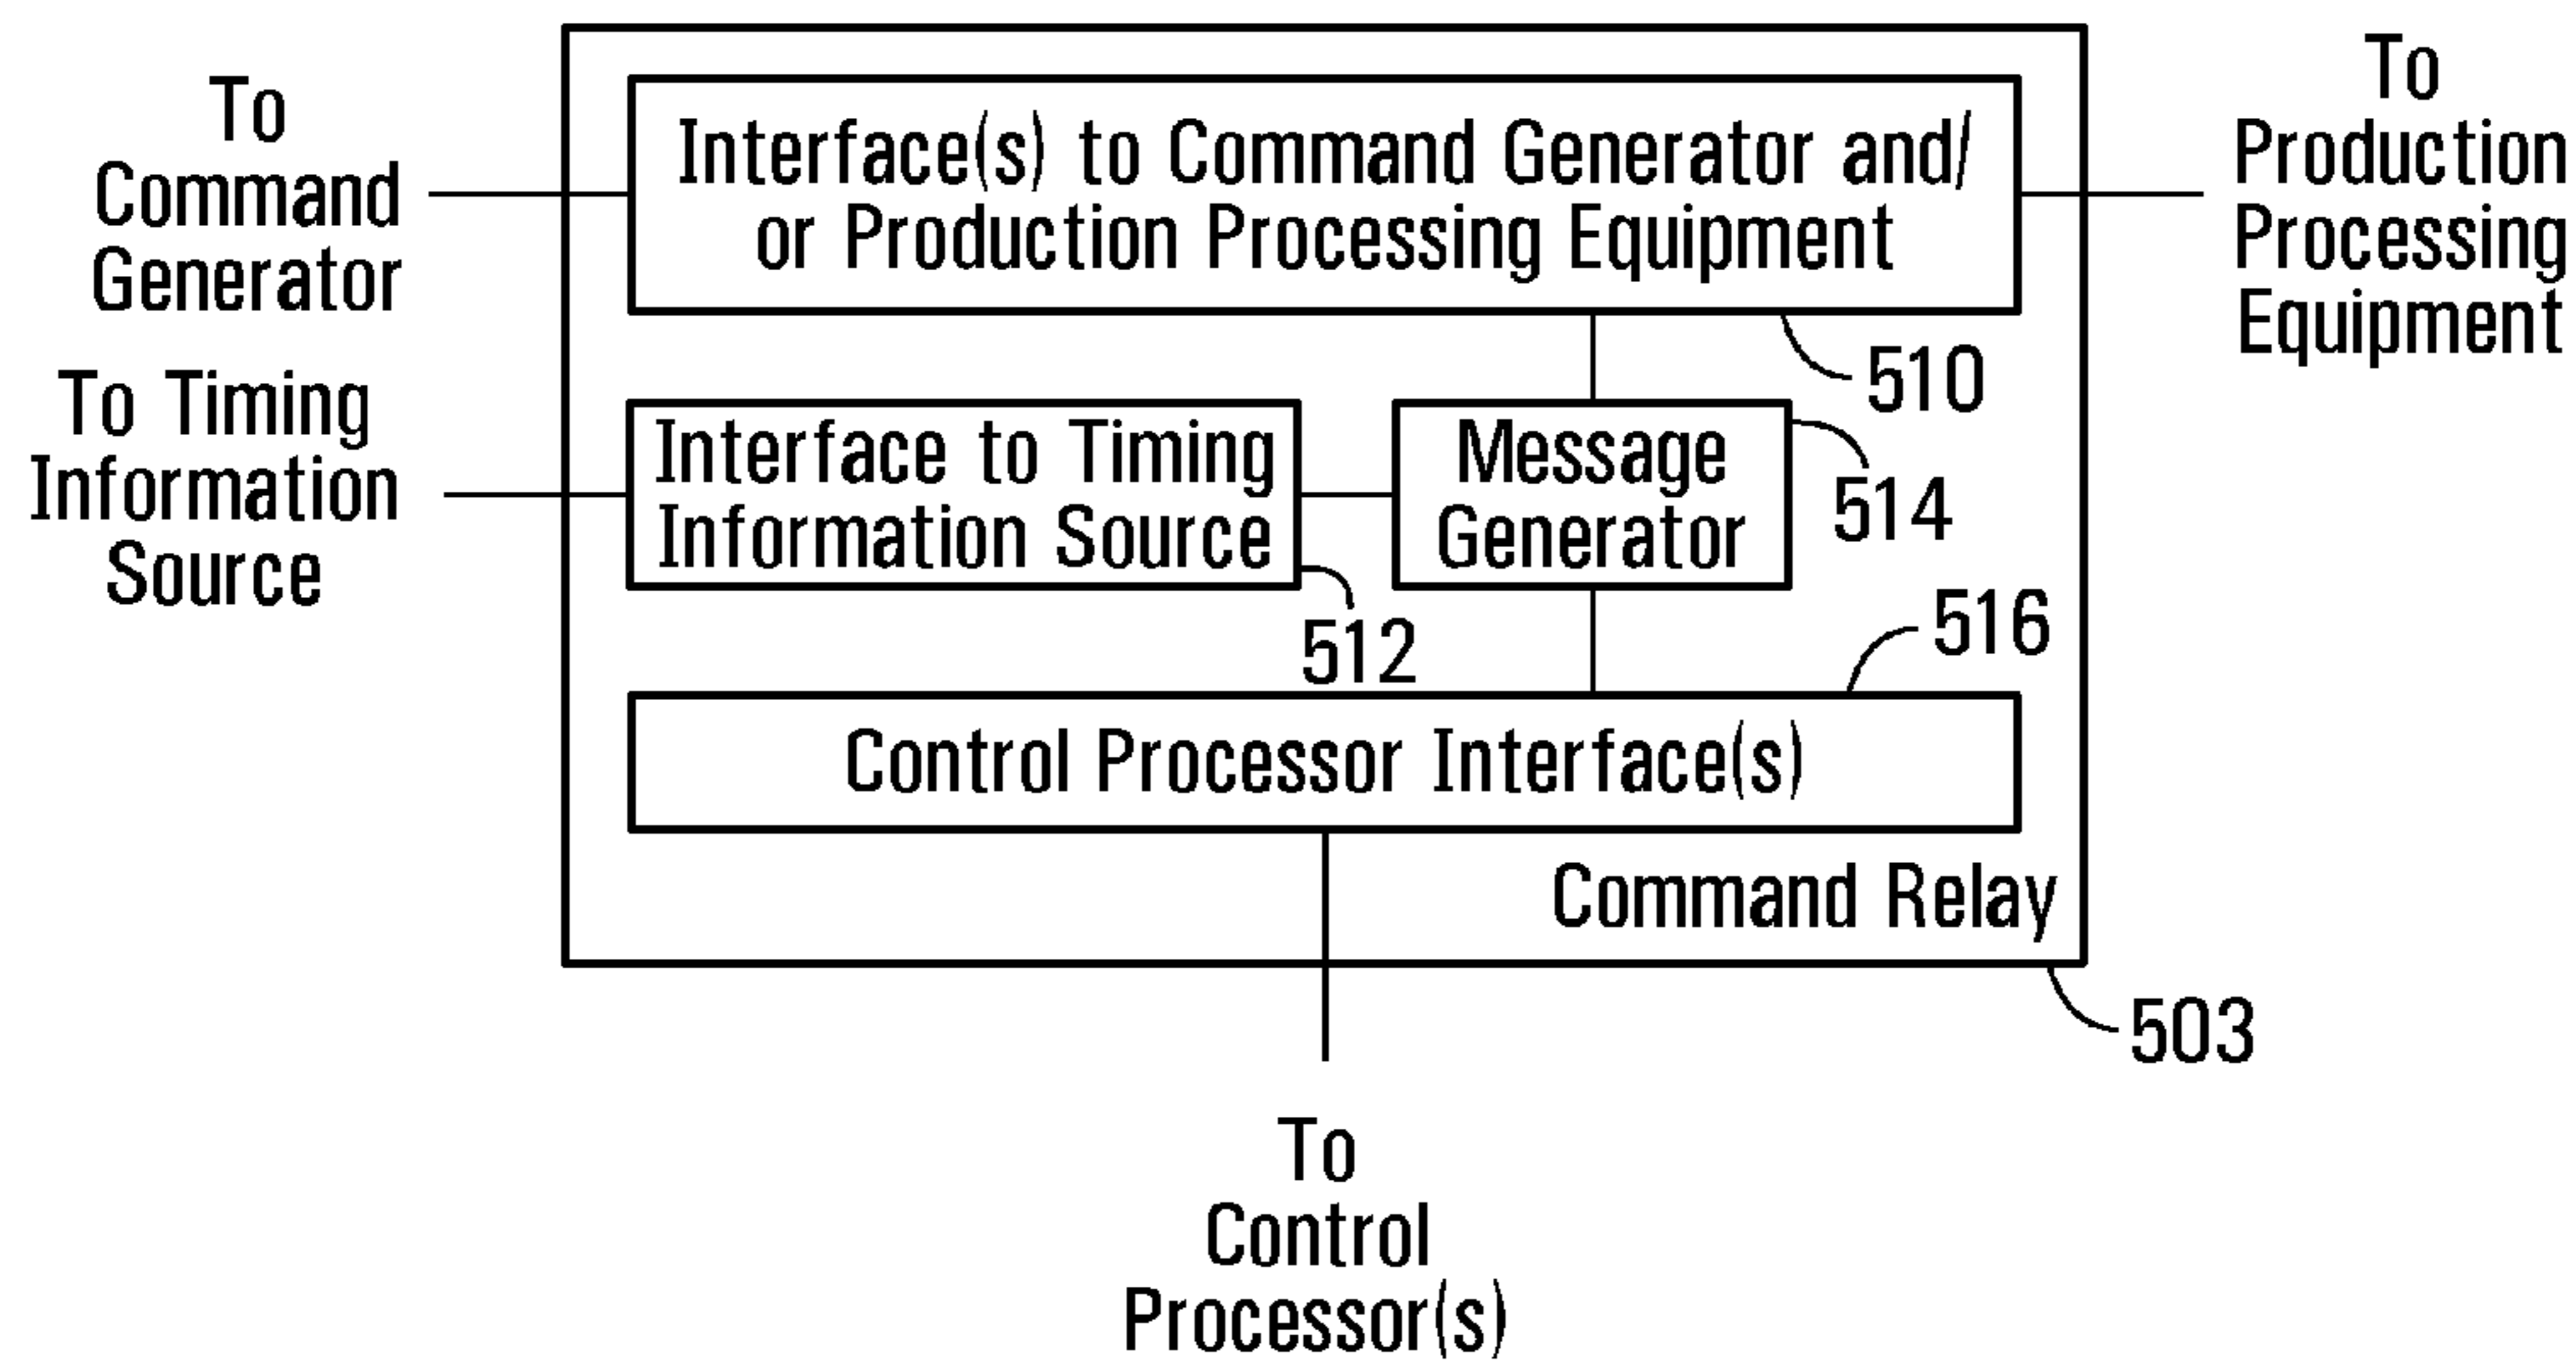 To
Command
Generator
Interface(s) to Command Generator and/
or Production Processing Equipment
To
Production
Processing
Equipment
510
To Timing
Information
Source
Interface to Timing
Information Source
512
Message
Generator
514
516
Control Processor Interface(s)
Command Relay
503
To
Control
Processor(s)